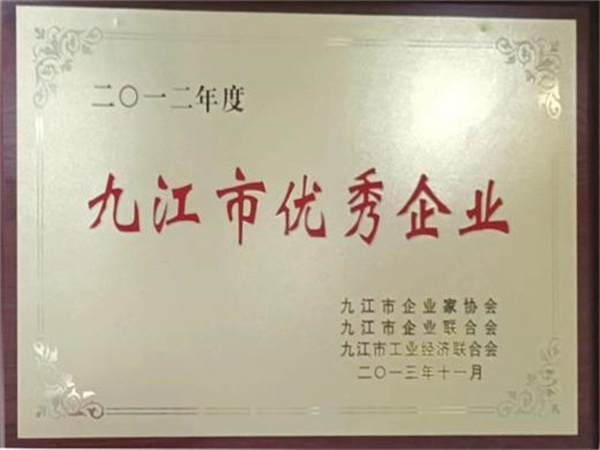 二〇一二年度
九江市优秀企业
九江市企业家协会
九江市企业联合会
九江市工业经济联合会
二〇一三年十一月